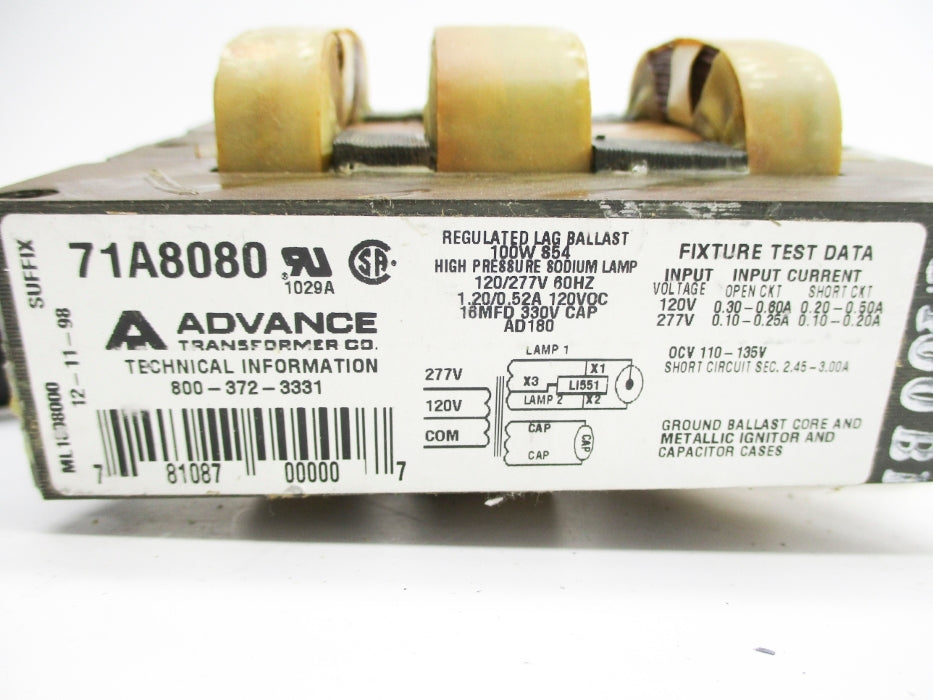 SUFFIX
12-11-98
71A8080
1029A
ADVANCE
TRANSFORMER CO.
TECHNICAL INFORMATION
800-372-3331
7 81087 00000 7
REGULATED LAG BALLAST
100W S54
HIGH PRESSURE SODIUM LAMP
120/277V 60HZ
1.20/0.52A 120VOC
16MFD 330V CAP
AD180
LAMP 1
277V
X1
X3
LI551
120V
LAMP 2
X2
COM
CAP
CAP
CAP
FIXTURE TEST DATA
INPUT INPUT CURRENT
VOLTAGE OPEN CKT SHORT CKT
120V 0.30-0.60A 0.20-0.50A
277V 0.10-0.25A 0.10-0.20A
OCV 110-135V
SHORT CIRCUIT SEC. 2.45-3.00A
GROUND BALLAST CORE AND
METALLIC IGNITOR AND
CAPACITOR CASES